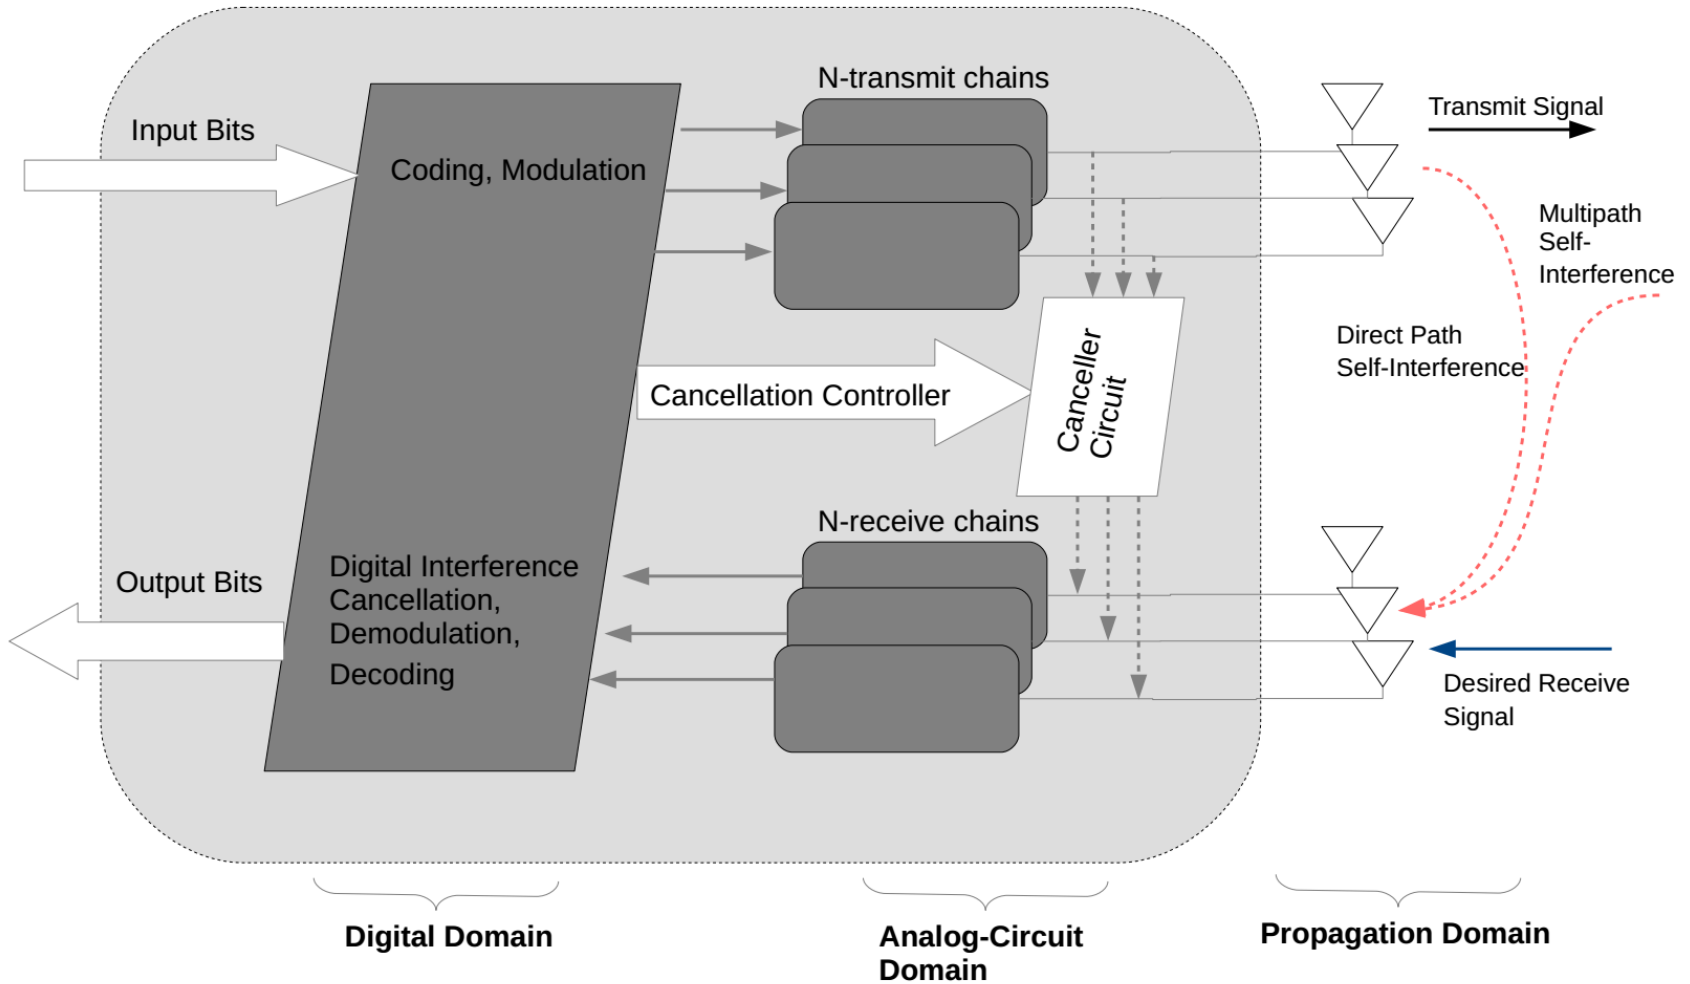 N-transmit chains
Transmit Signal
Input Bits
Coding, Modulation
Multipath
Self-
Interference
Direct Path
Self-Interference
Cancellation Controller
Canceller
Circuit
N-receive chains
Output Bits
Digital Interference
Cancellation,
Demodulation,
Decoding
Desired Receive
Signal
Digital Domain
Analog-Circuit
Domain
Propagation Domain